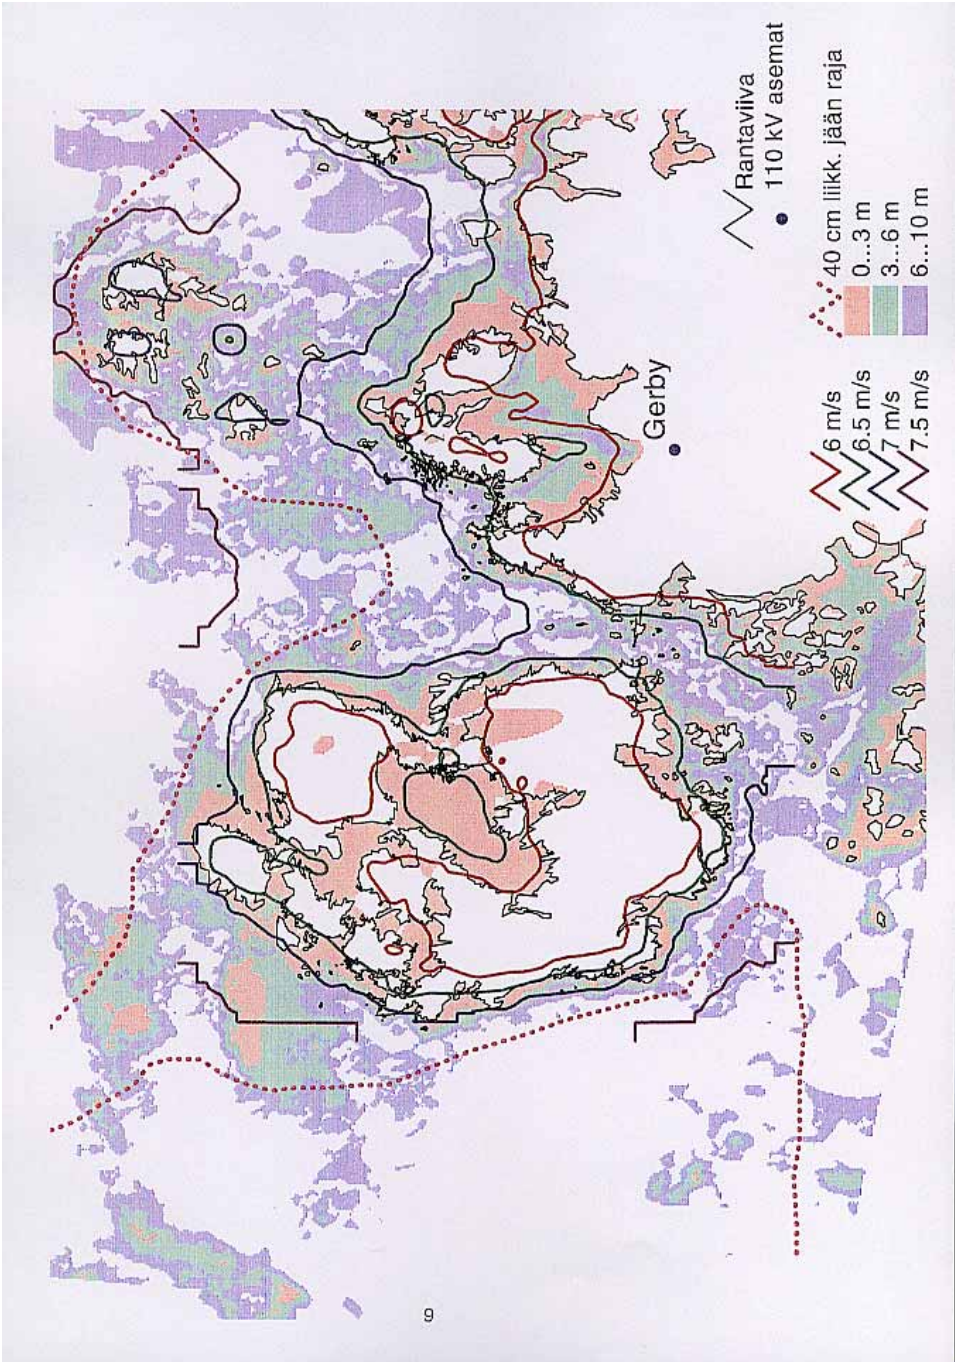 Gerby
6 m/s
6.5 m/s
7 m/s
7.5 m/s
40 cm liikk. jään raja
0...3 m
3...6 m
6...10 m
Rantaviiva
110 kV asemat
9